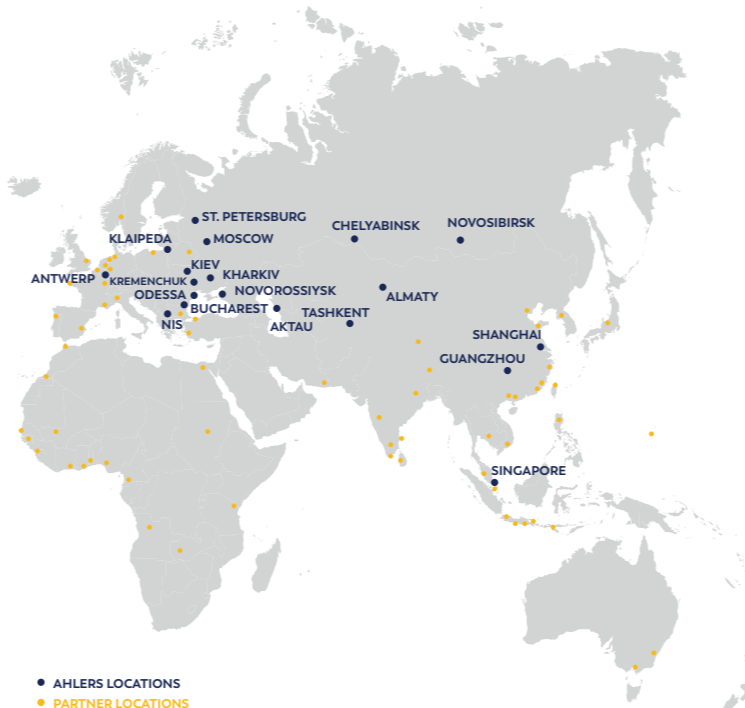 ST. PETERSBURG
CHELYABINSK
NOVOSIBIRSK
KLAIPEDA
MOSCOW
KIEV
ANTWERP
KREMENCHUK
KHARKIV
ODESSA
NOVOROSSIYSK
ALMATY
BUCHAREST
TASHKENT
NIS
AKTAU
SHANGHAI
GUANGZHOU
SINGAPORE
AHLERS LOCATIONS
PARTNER LOCATIONS